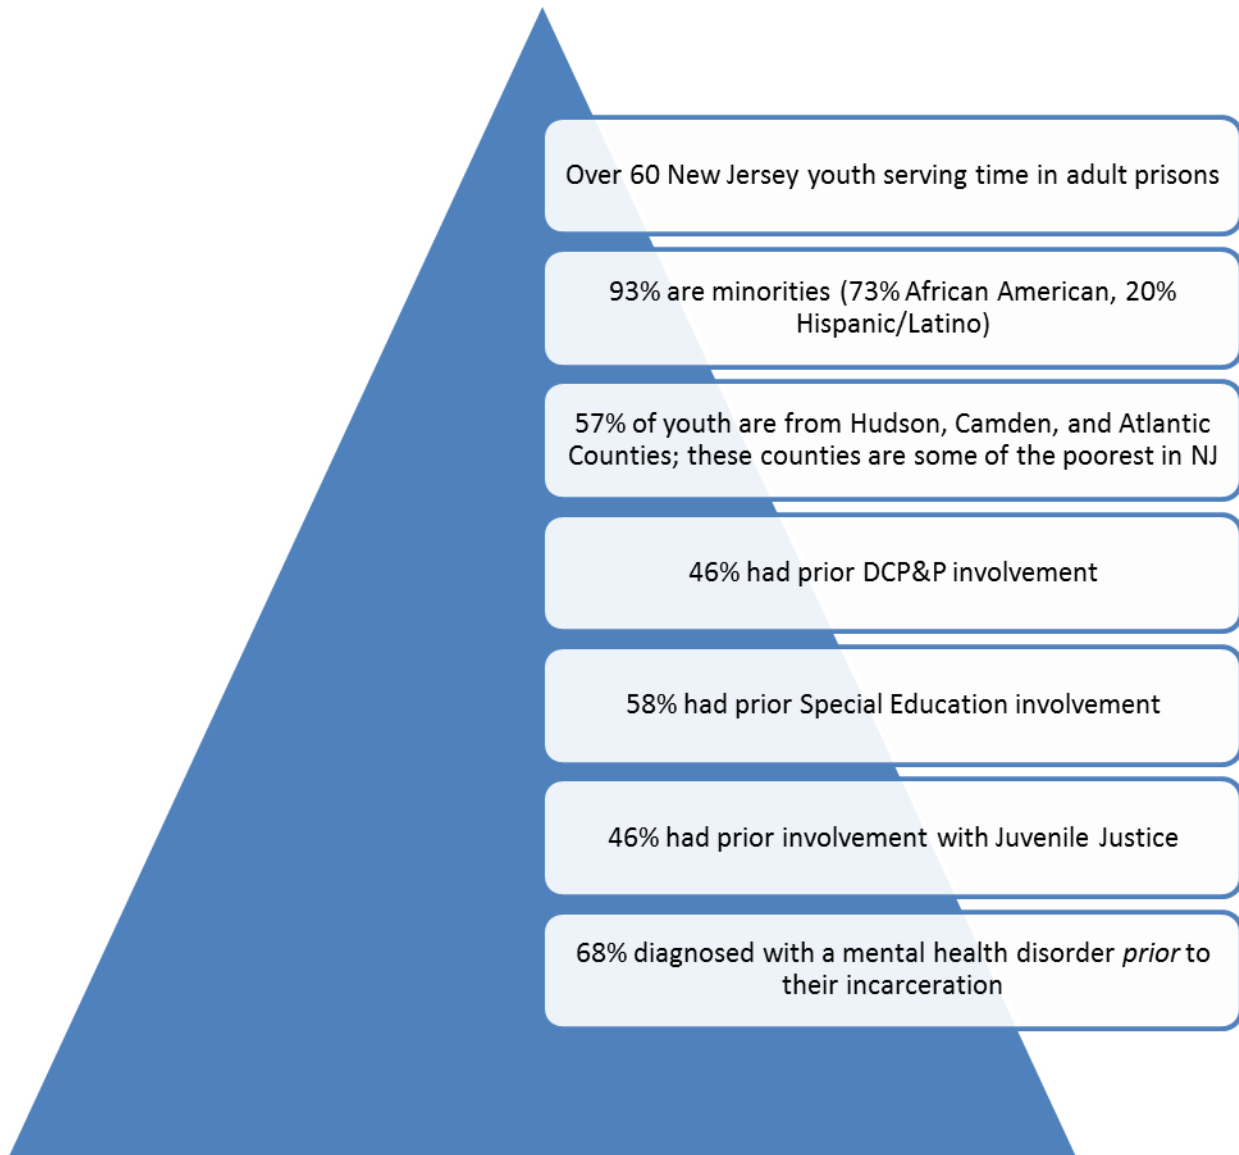 Over 60 New Jersey youth serving time in adult prisons
93% are minorities (73% African American, 20%
Hispanic/Latino)
57% of youth are from Hudson, Camden, and Atlantic
Counties; these counties are some of the poorest in NJ
46% had prior DCP&P involvement
58% had prior Special Education involvement
46% had prior involvement with Juvenile Justice
68% diagnosed with a mental health disorder prior to
their incarceration